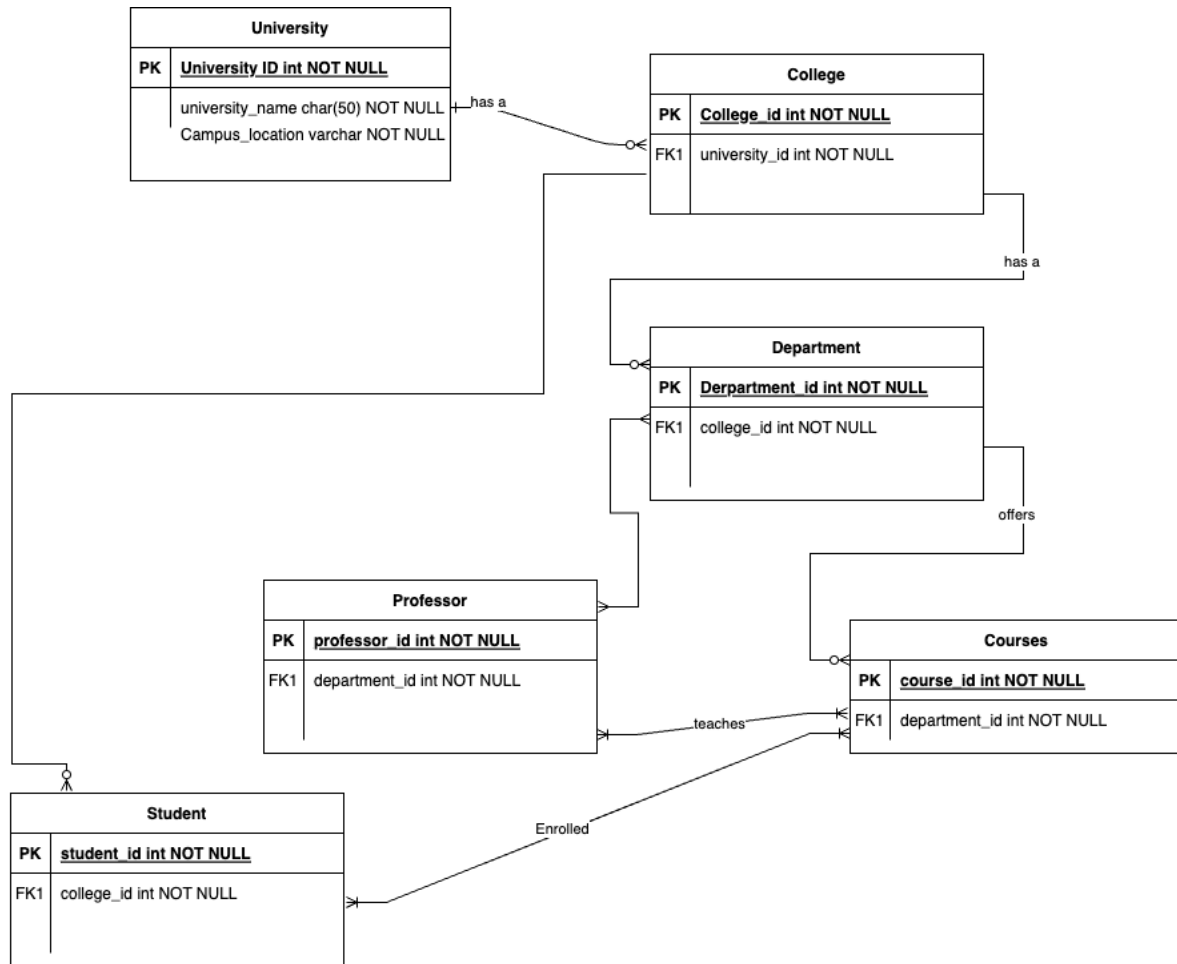 University
PK University ID int NOT NULL
university_name char(50) NOT NULL
Campus_location varchar NOT NULL
has a
College
PK College_id int NOT NULL
FK1 university_id int NOT NULL
has a
Department
PK Derpartment_id int NOT NULL
FK1 college_id int NOT NULL
offers
Professor
PK professor_id int NOT NULL
FK1 department_id int NOT NULL
Courses
PK course_id int NOT NULL
FK1 department_id int NOT NULL
teaches
Enrolled
Student
PK student_id int NOT NULL
FK1 college_id int NOT NULL